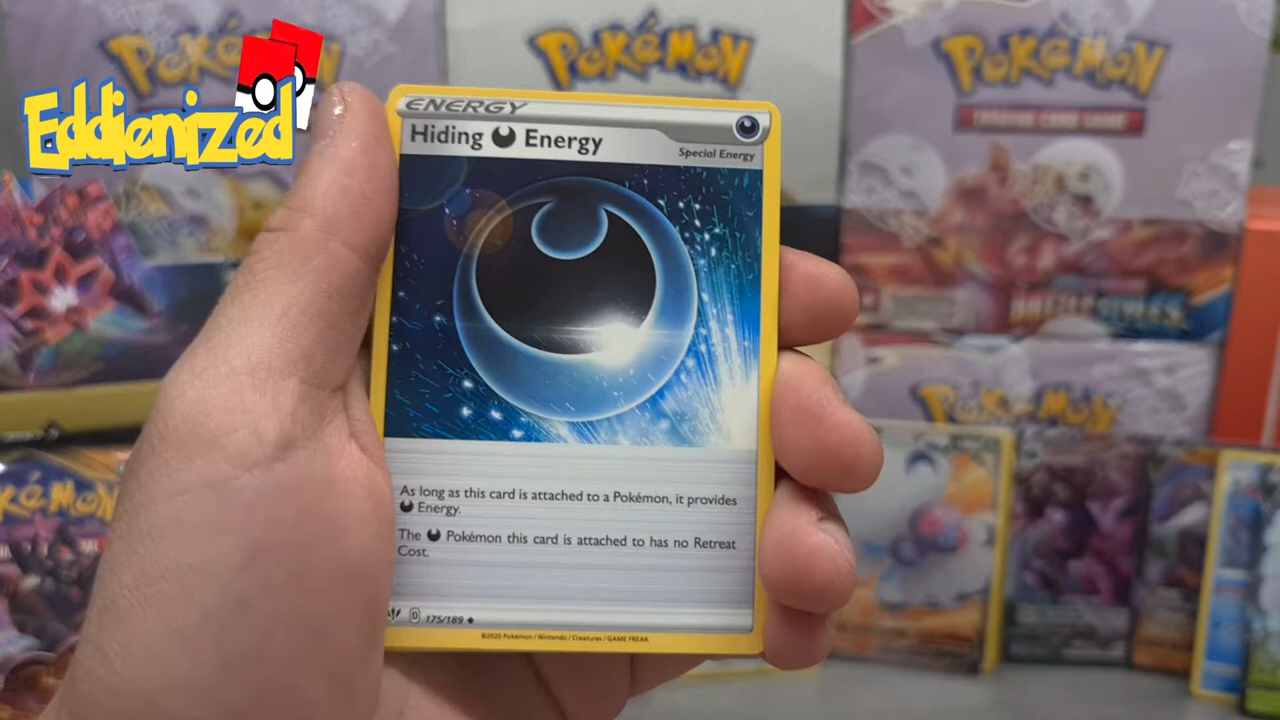 Eddienized
POKéMON
POKéMON
POKéMON
TRADING CARD GAME
BATTLE STYLES
POKéMON
POKéMON
ENERGY
Hiding Energy
Special Energy
As long as this card is attached to a Pokémon, it provides
Energy.
The Pokémon this card is attached to has no Retreat
Cost.
D 175/189
©2020 Pokémon / Nintendo / Creatures / GAME FREAK